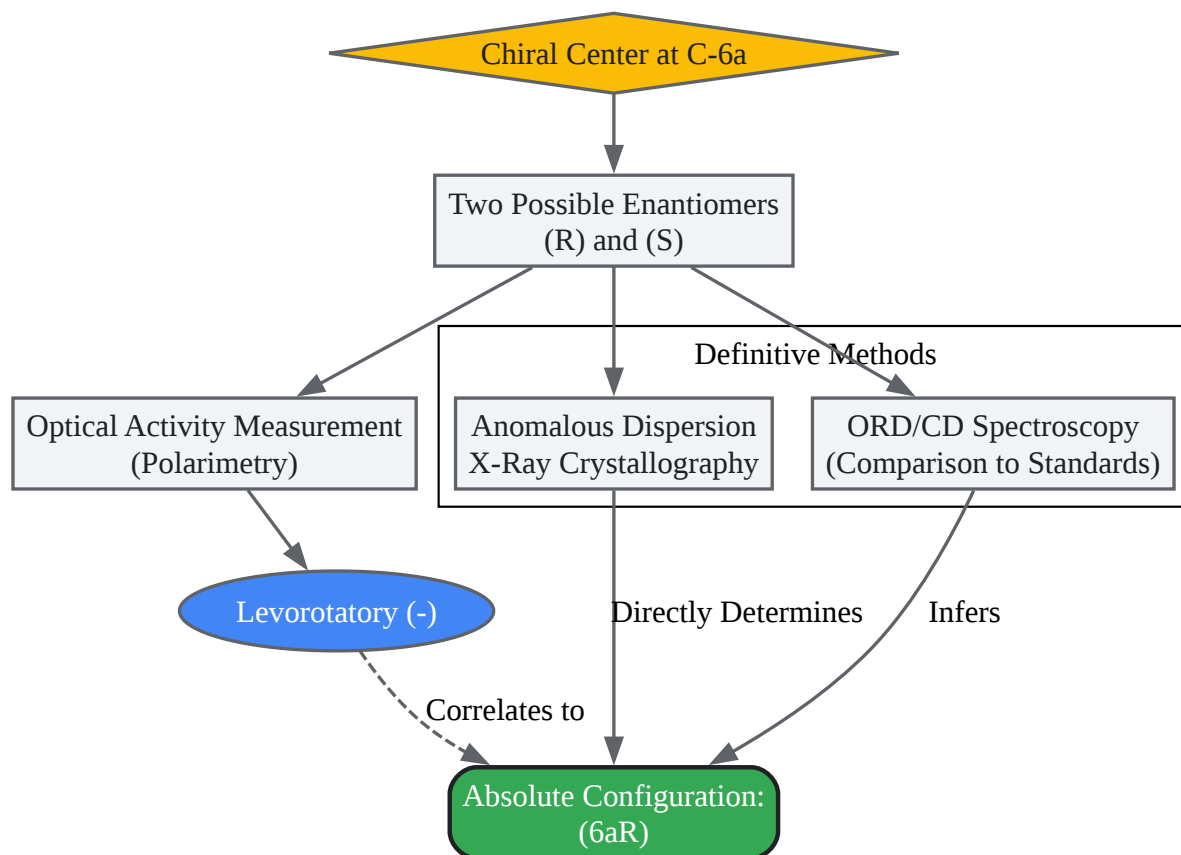 Chiral Center at C-6a
Two Possible Enantiomers
(R) and (S)
Definitive Methods
Optical Activity Measurement
(Polarimetry)
Anomalous Dispersion
X-Ray Crystallography
ORD/CD Spectroscopy
(Comparison to Standards)
Levorotatory (-)
Directly Determines
Infers
Correlates to
Absolute Configuration:
(6aR)